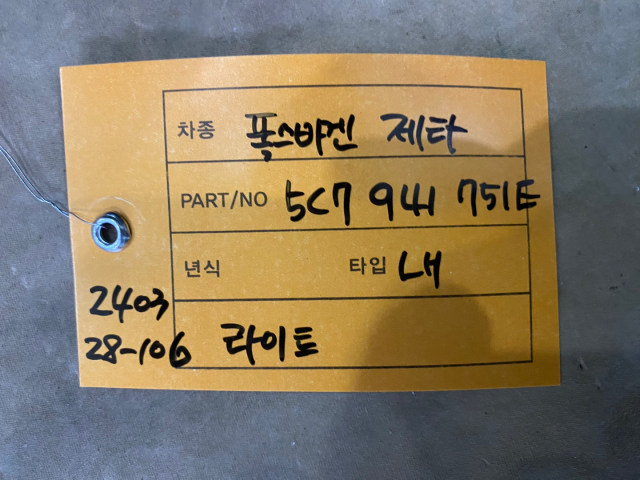 차종 폭스바겐 제타
PART/NO 5C7 941 751E
년식 타입 LH
2403
28-106 라이트